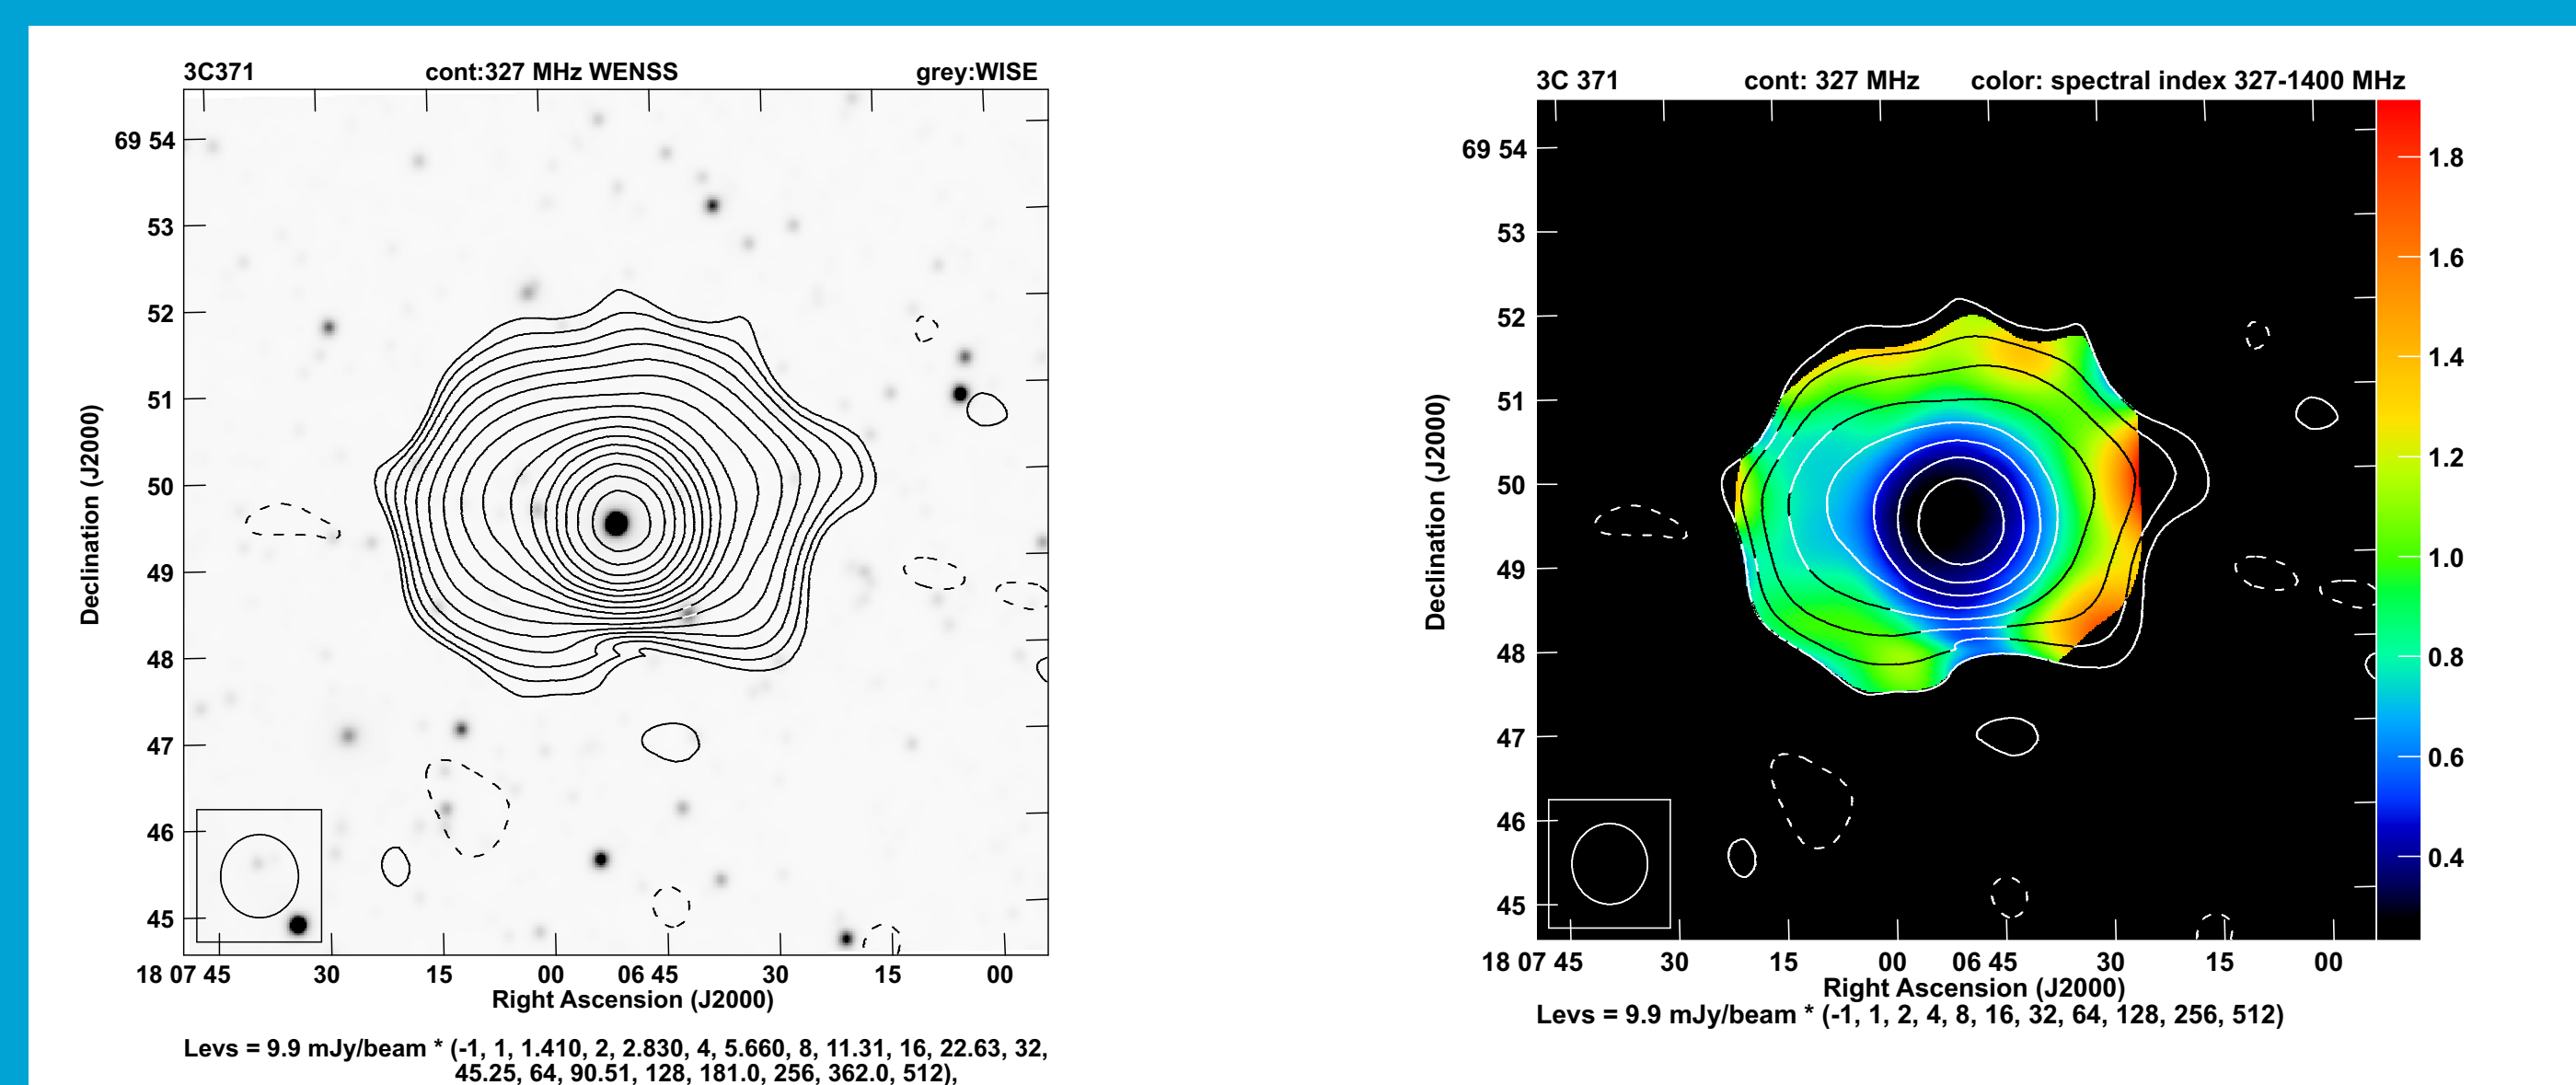 3C371 cont:327 MHz WENSS grey:WISE
69 54
53
52
51
50
49
48
47
46
45
Declination (J2000)
18 07 45 30 15 00 06 45 30 15 00
Right Ascension (J2000)
Levs = 9.9 mJy/beam * (-1, 1, 1.410, 2, 2.830, 4, 5.660, 8, 11.31, 16, 22.63, 32,
45.25, 64, 90.51, 128, 181.0, 256, 362.0, 512),
3C 371 cont: 327 MHz color: spectral index 327-1400 MHz
69 54
53
52
51
50
49
48
47
46
45
Declination (J2000)
1.8
1.6
1.4
1.2
1.0
0.8
0.6
0.4
18 07 45 30 15 00 06 45 30 15 00
Right Ascension (J2000)
Levs = 9.9 mJy/beam * (-1, 1, 2, 4, 8, 16, 32, 64, 128, 256, 512)